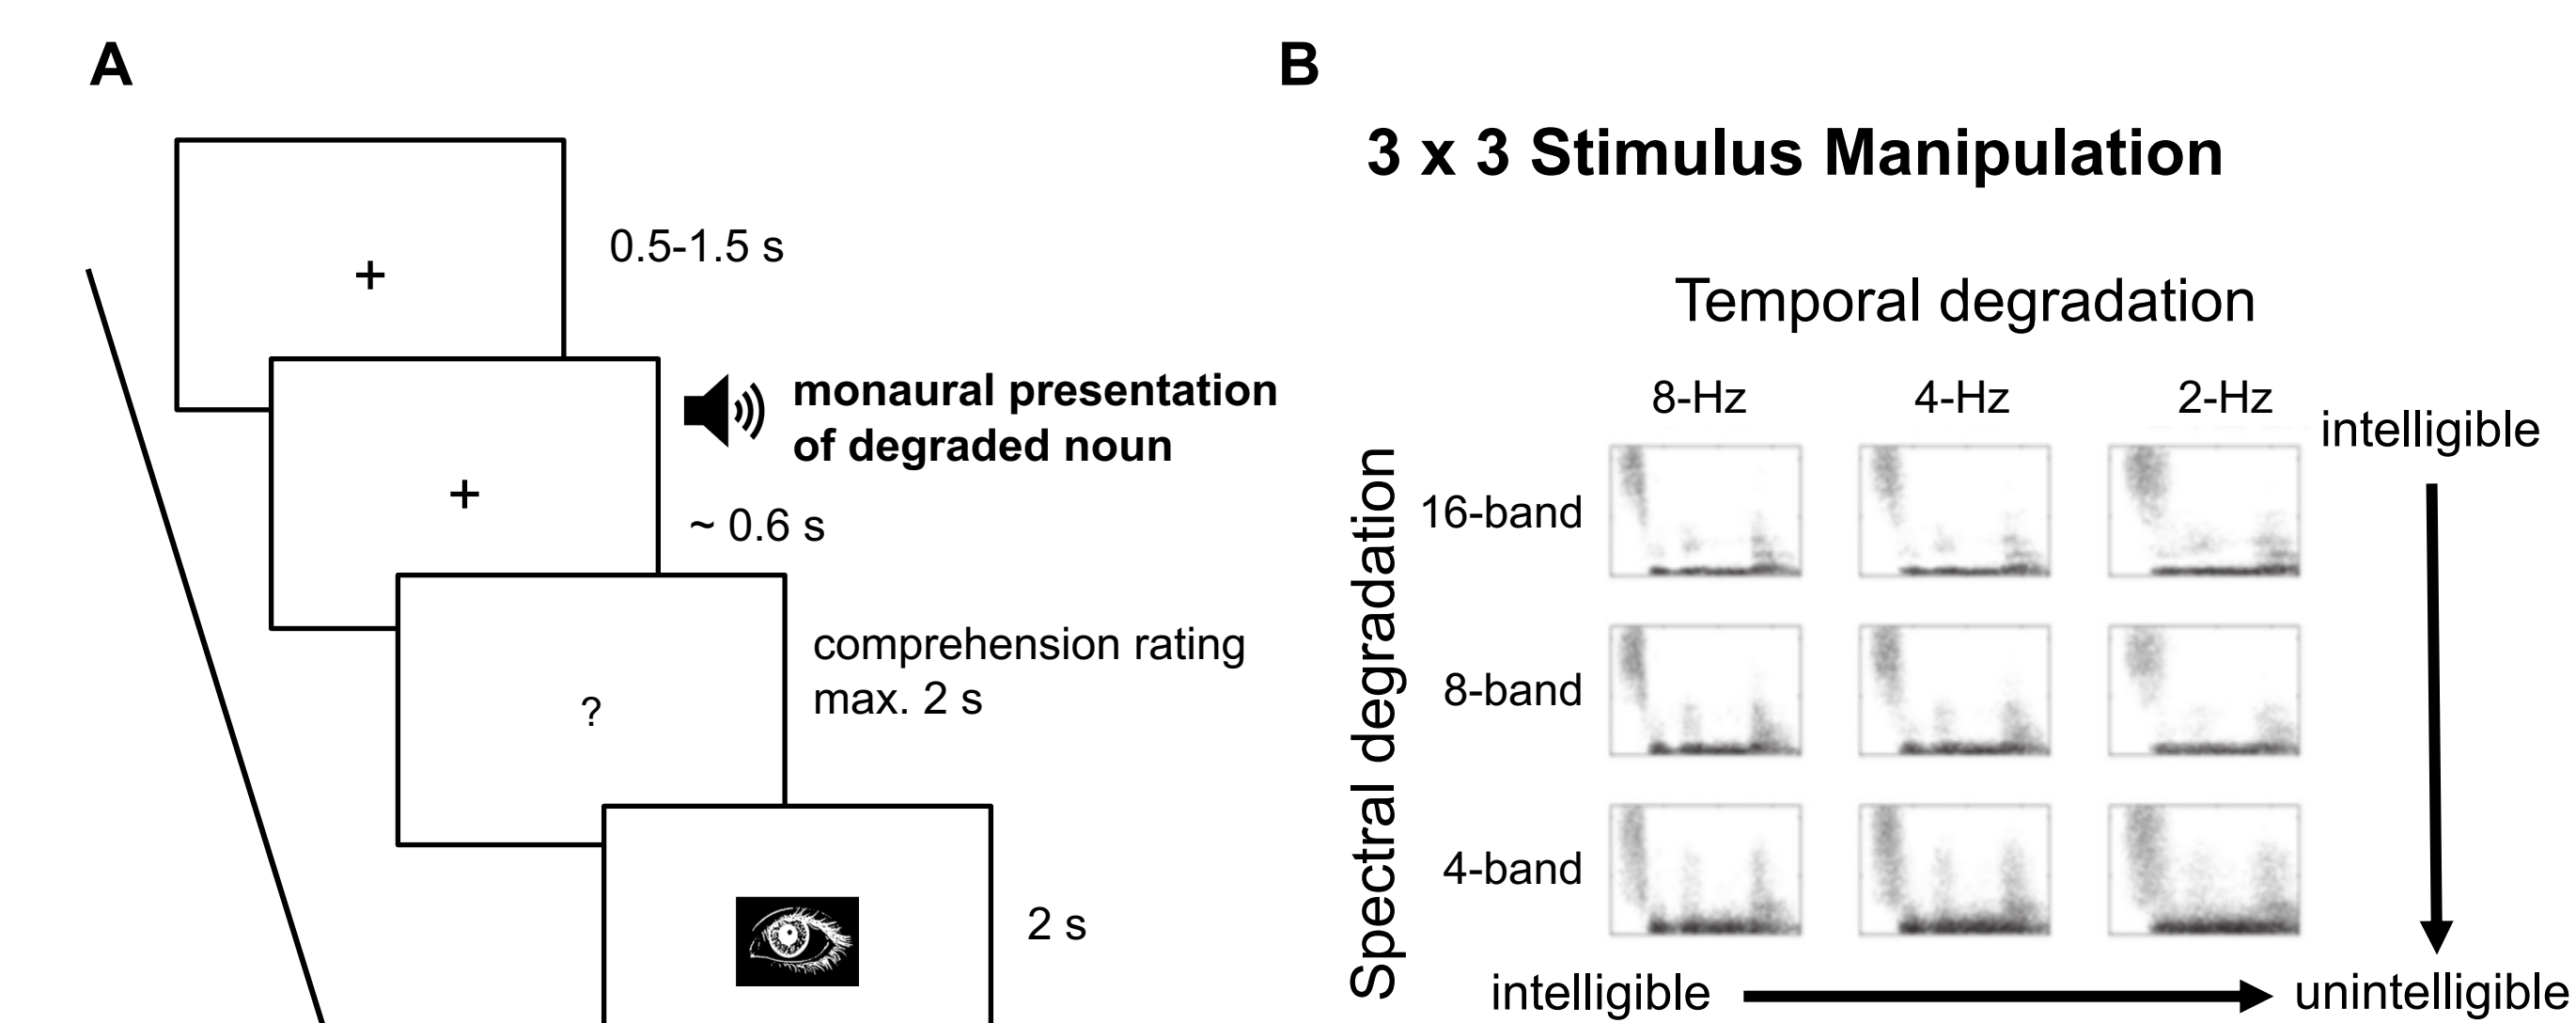 A
+
0.5-1.5 s
+
monaural presentation
of degraded noun
~ 0.6 s
?
comprehension rating
max. 2 s
2 s
B
3 x 3 Stimulus Manipulation
Temporal degradation
8-Hz 4-Hz 2-Hz
intelligible
Spectral degradation
16-band
8-band
4-band
intelligible
unintelligible